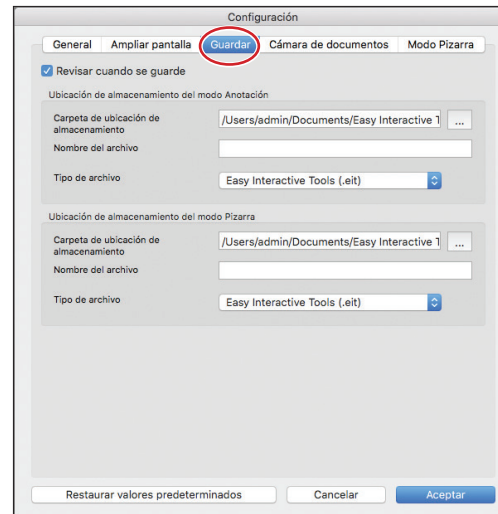 Configuración
General Ampliar pantalla Guardar Cámara de documentos Modo Pizarra
Revisar cuando se guarde
Ubicación de almacenamiento del modo Anotación
Carpeta de ubicación de
almacenamiento
/Users/admin/Documents/Easy Interactive T ...
Nombre del archivo
Tipo de archivo Easy Interactive Tools (.eit)
Ubicación de almacenamiento del modo Pizarra
Carpeta de ubicación de
almacenamiento
/Users/admin/Documents/Easy Interactive T ...
Nombre del archivo
Tipo de archivo Easy Interactive Tools (.eit)
Restaurar valores predeterminados Cancelar Aceptar